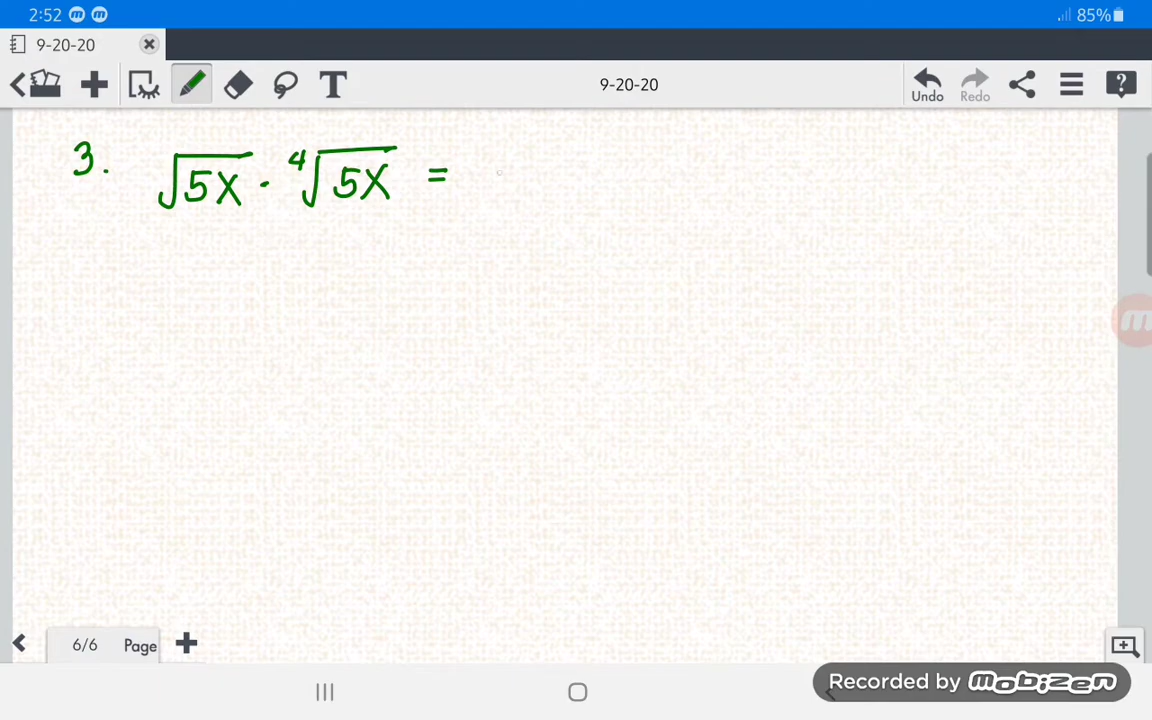 2:52 85%
9-20-20
9-20-20 Undo Redo
3. √5X · ⁴√5X =
6/6 Page
Recorded by mobizen